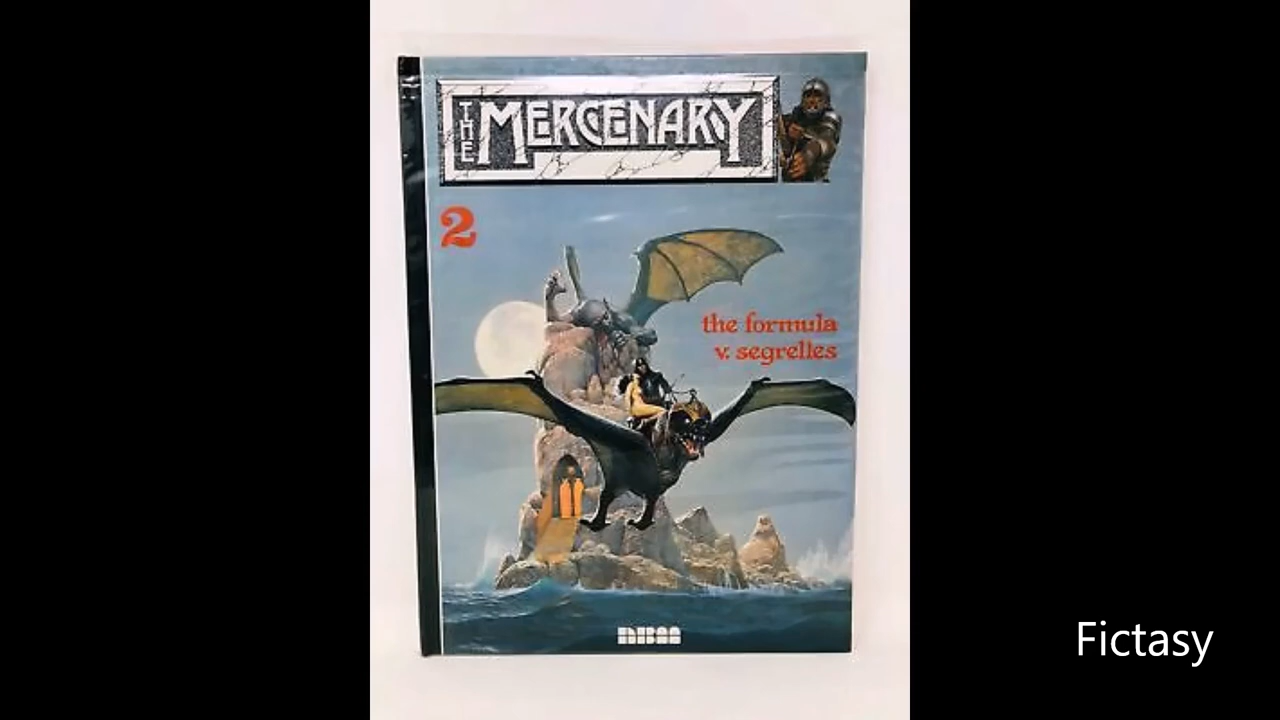 THE MERCENARY
2
the formula
v. segrelles
NBM
Fictasy